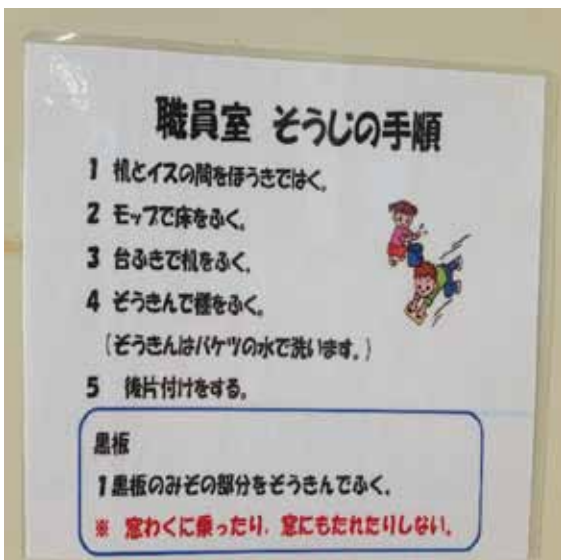 職員室 そうじの手順
1 机とイスの間をほうきではく。
2 モップで床をふく。
3 台ふきで机をふく。
4 ぞうきんで棚をふく。
(ぞうきんはバケツの水で洗います。)
5 後片付けをする。
黒板
1黒板のみぞの部分をぞうきんでふく。
※ 窓わくに乗ったり、窓にもたれたりしない。